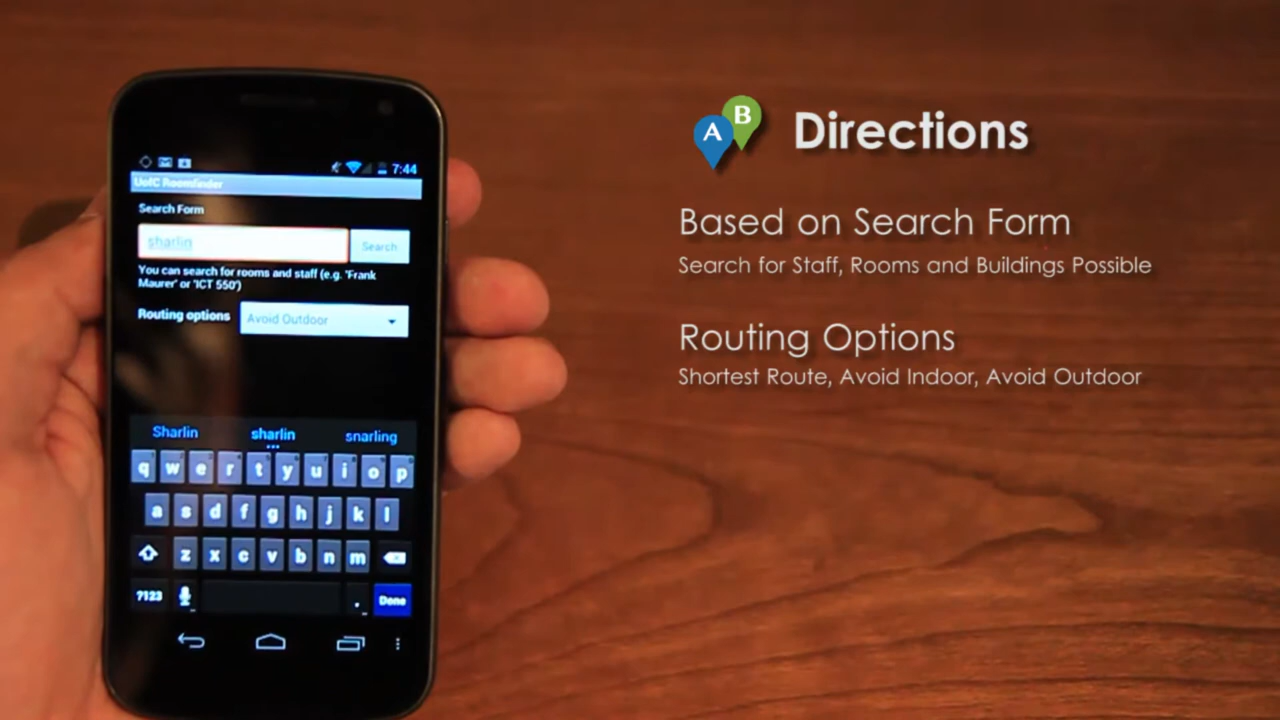 7:44
UofC Roomfinder
Search Form
sharlin
Search
You can search for rooms and staff (e.g. 'Frank
Maurer' or 'ICT 550')
Routing options
Avoid Outdoor
Sharlin sharlin snarling
q w e r t y u i o p
a s d f g h j k l
z x c v b n m
?123 . Done
A B Directions
Based on Search Form
Search for Staff, Rooms and Buildings Possible
Routing Options
Shortest Route, Avoid Indoor, Avoid Outdoor